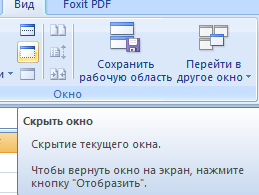 Вид Foxit PDF
Сохранить
рабочую область
Перейти в
другое окно
Окно
Скрыть окно
Скрытие текущего окна.
Чтобы вернуть окно на экран, нажмите
кнопку "Отобразить".